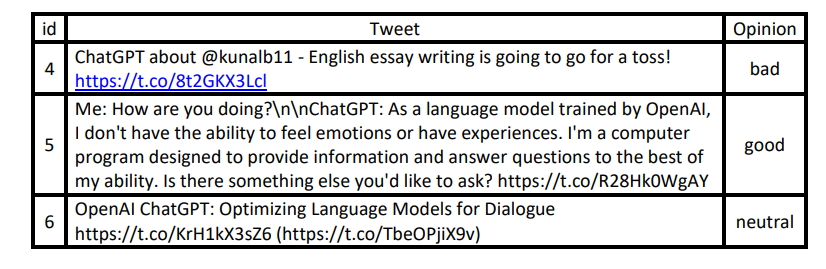 id Tweet Opinion
4 ChatGPT about @kunalb11 - English essay writing is going to go for a toss! bad
https://t.co/8t2GKX3Lcl
Me: How are you doing?\n\nChatGPT: As a language model trained by OpenAI,
I don't have the ability to feel emotions or have experiences. I'm a computer
5 program designed to provide information and answer questions to the best of good
my ability. Is there something else you'd like to ask? https://t.co/R28Hk0WgAY
6 OpenAI ChatGPT: Optimizing Language Models for Dialogue neutral
https://t.co/KrH1kX3sZ6 (https://t.co/TbeOPjiX9v)